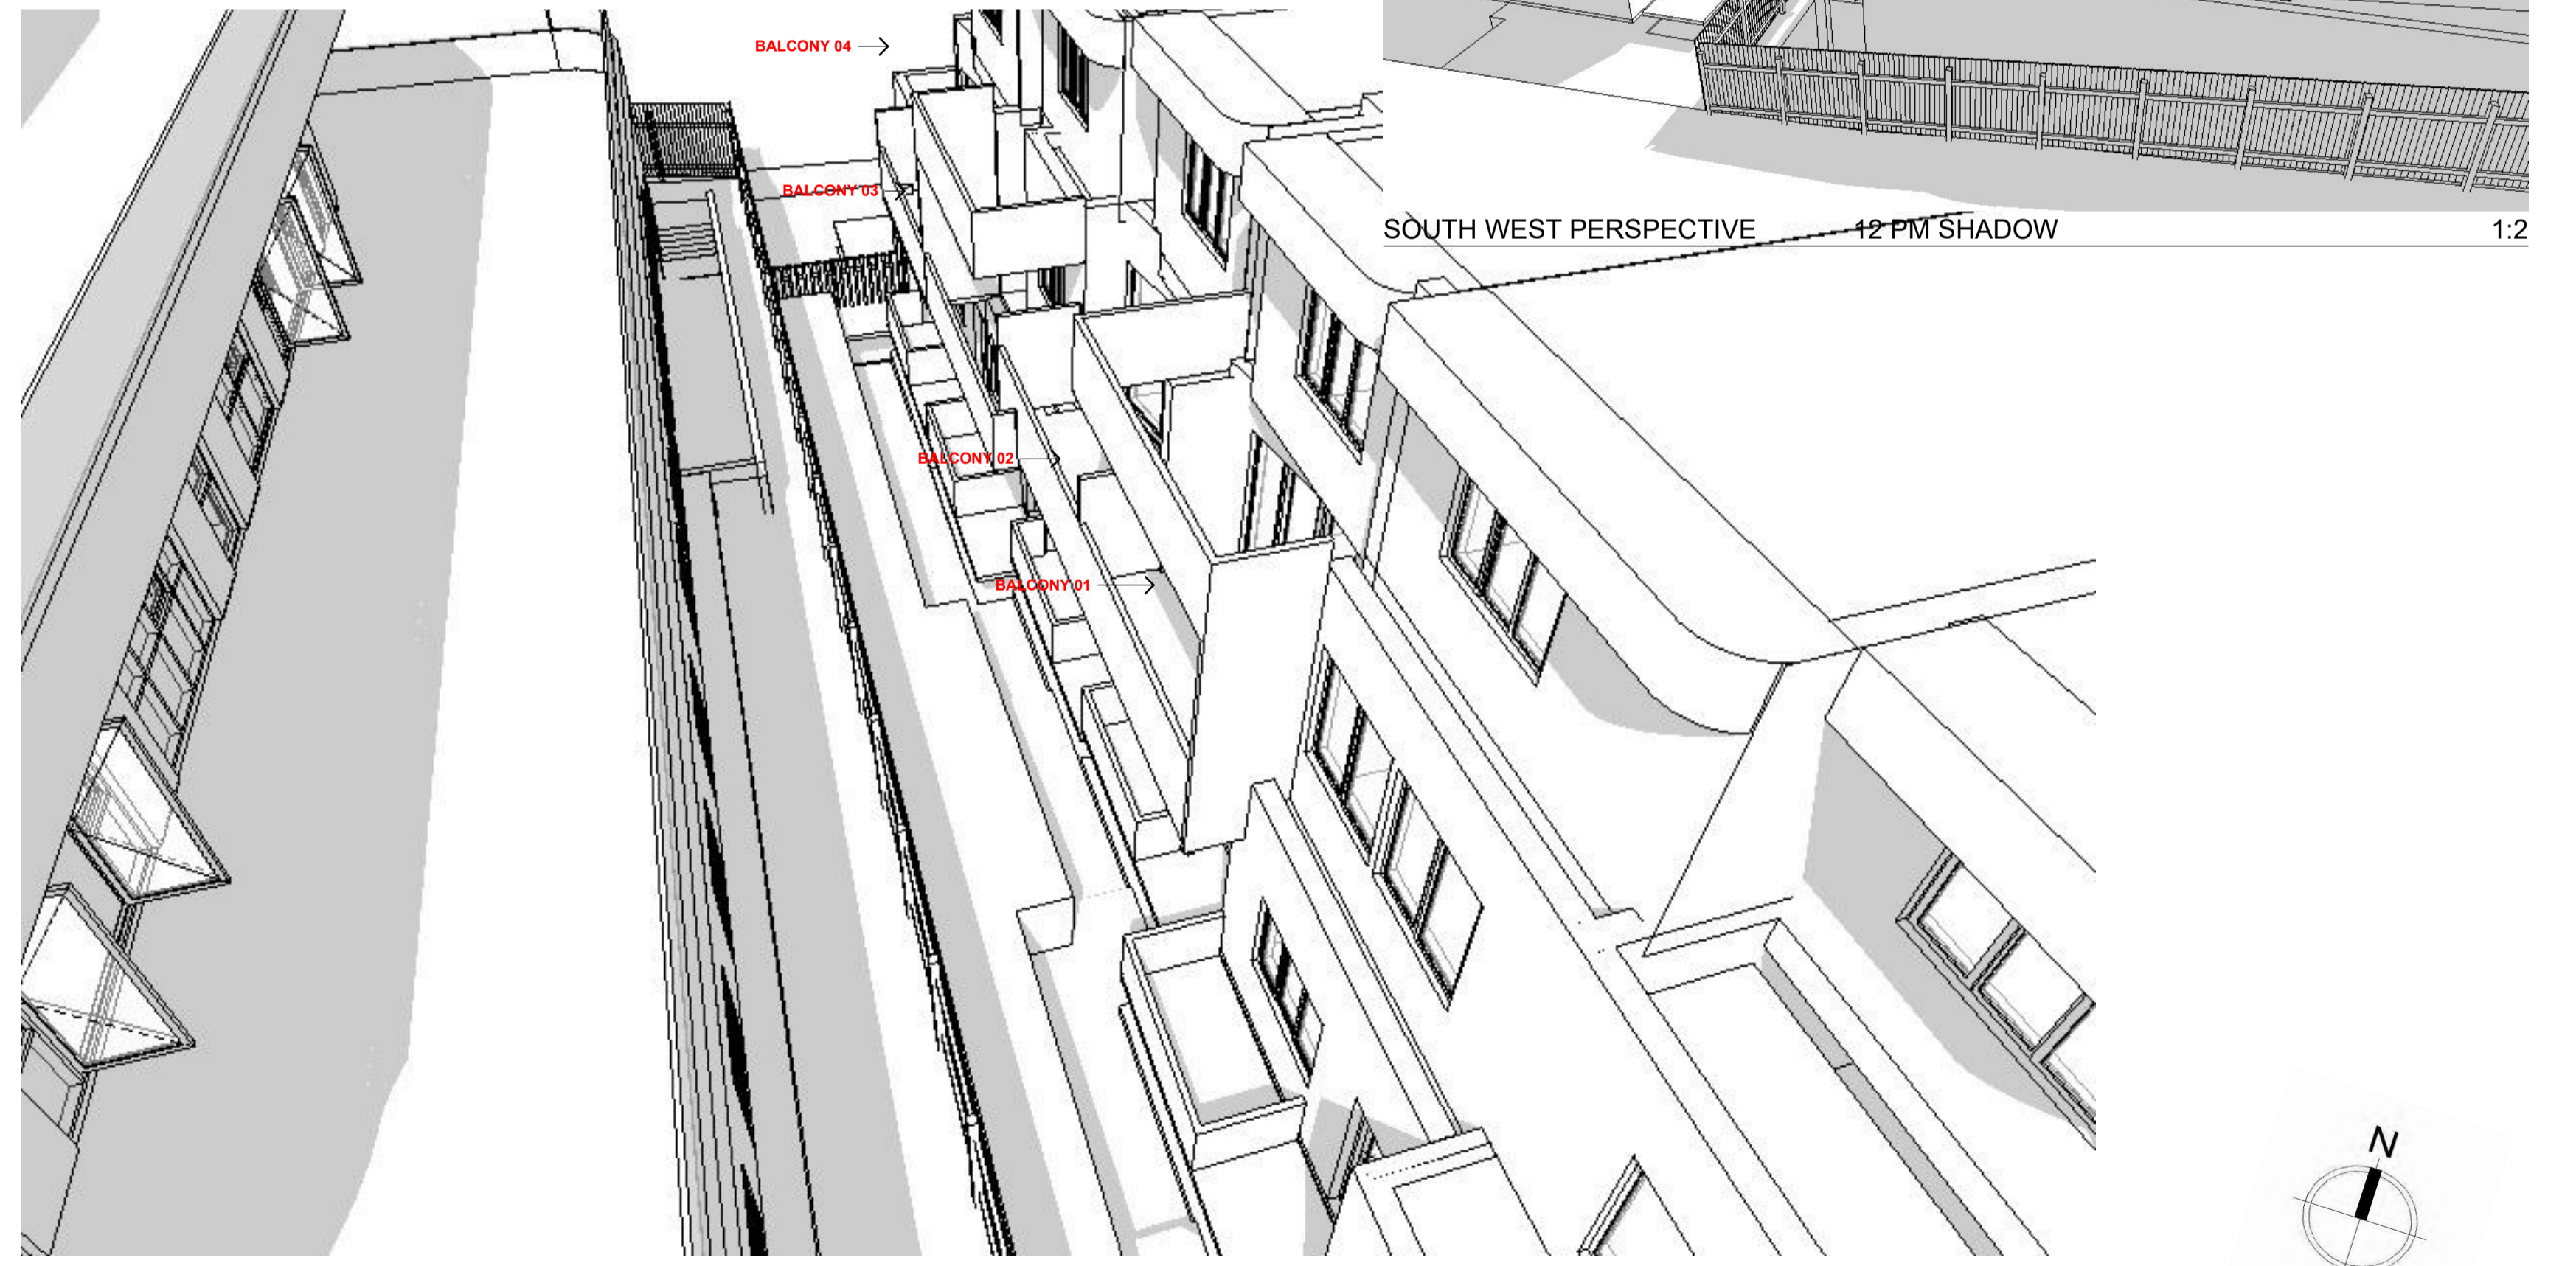 BALCONY 04
BALCONY 03
SOUTH WEST PERSPECTIVE 12 PM SHADOW 1:2
BALCONY 02
BALCONY 01
N